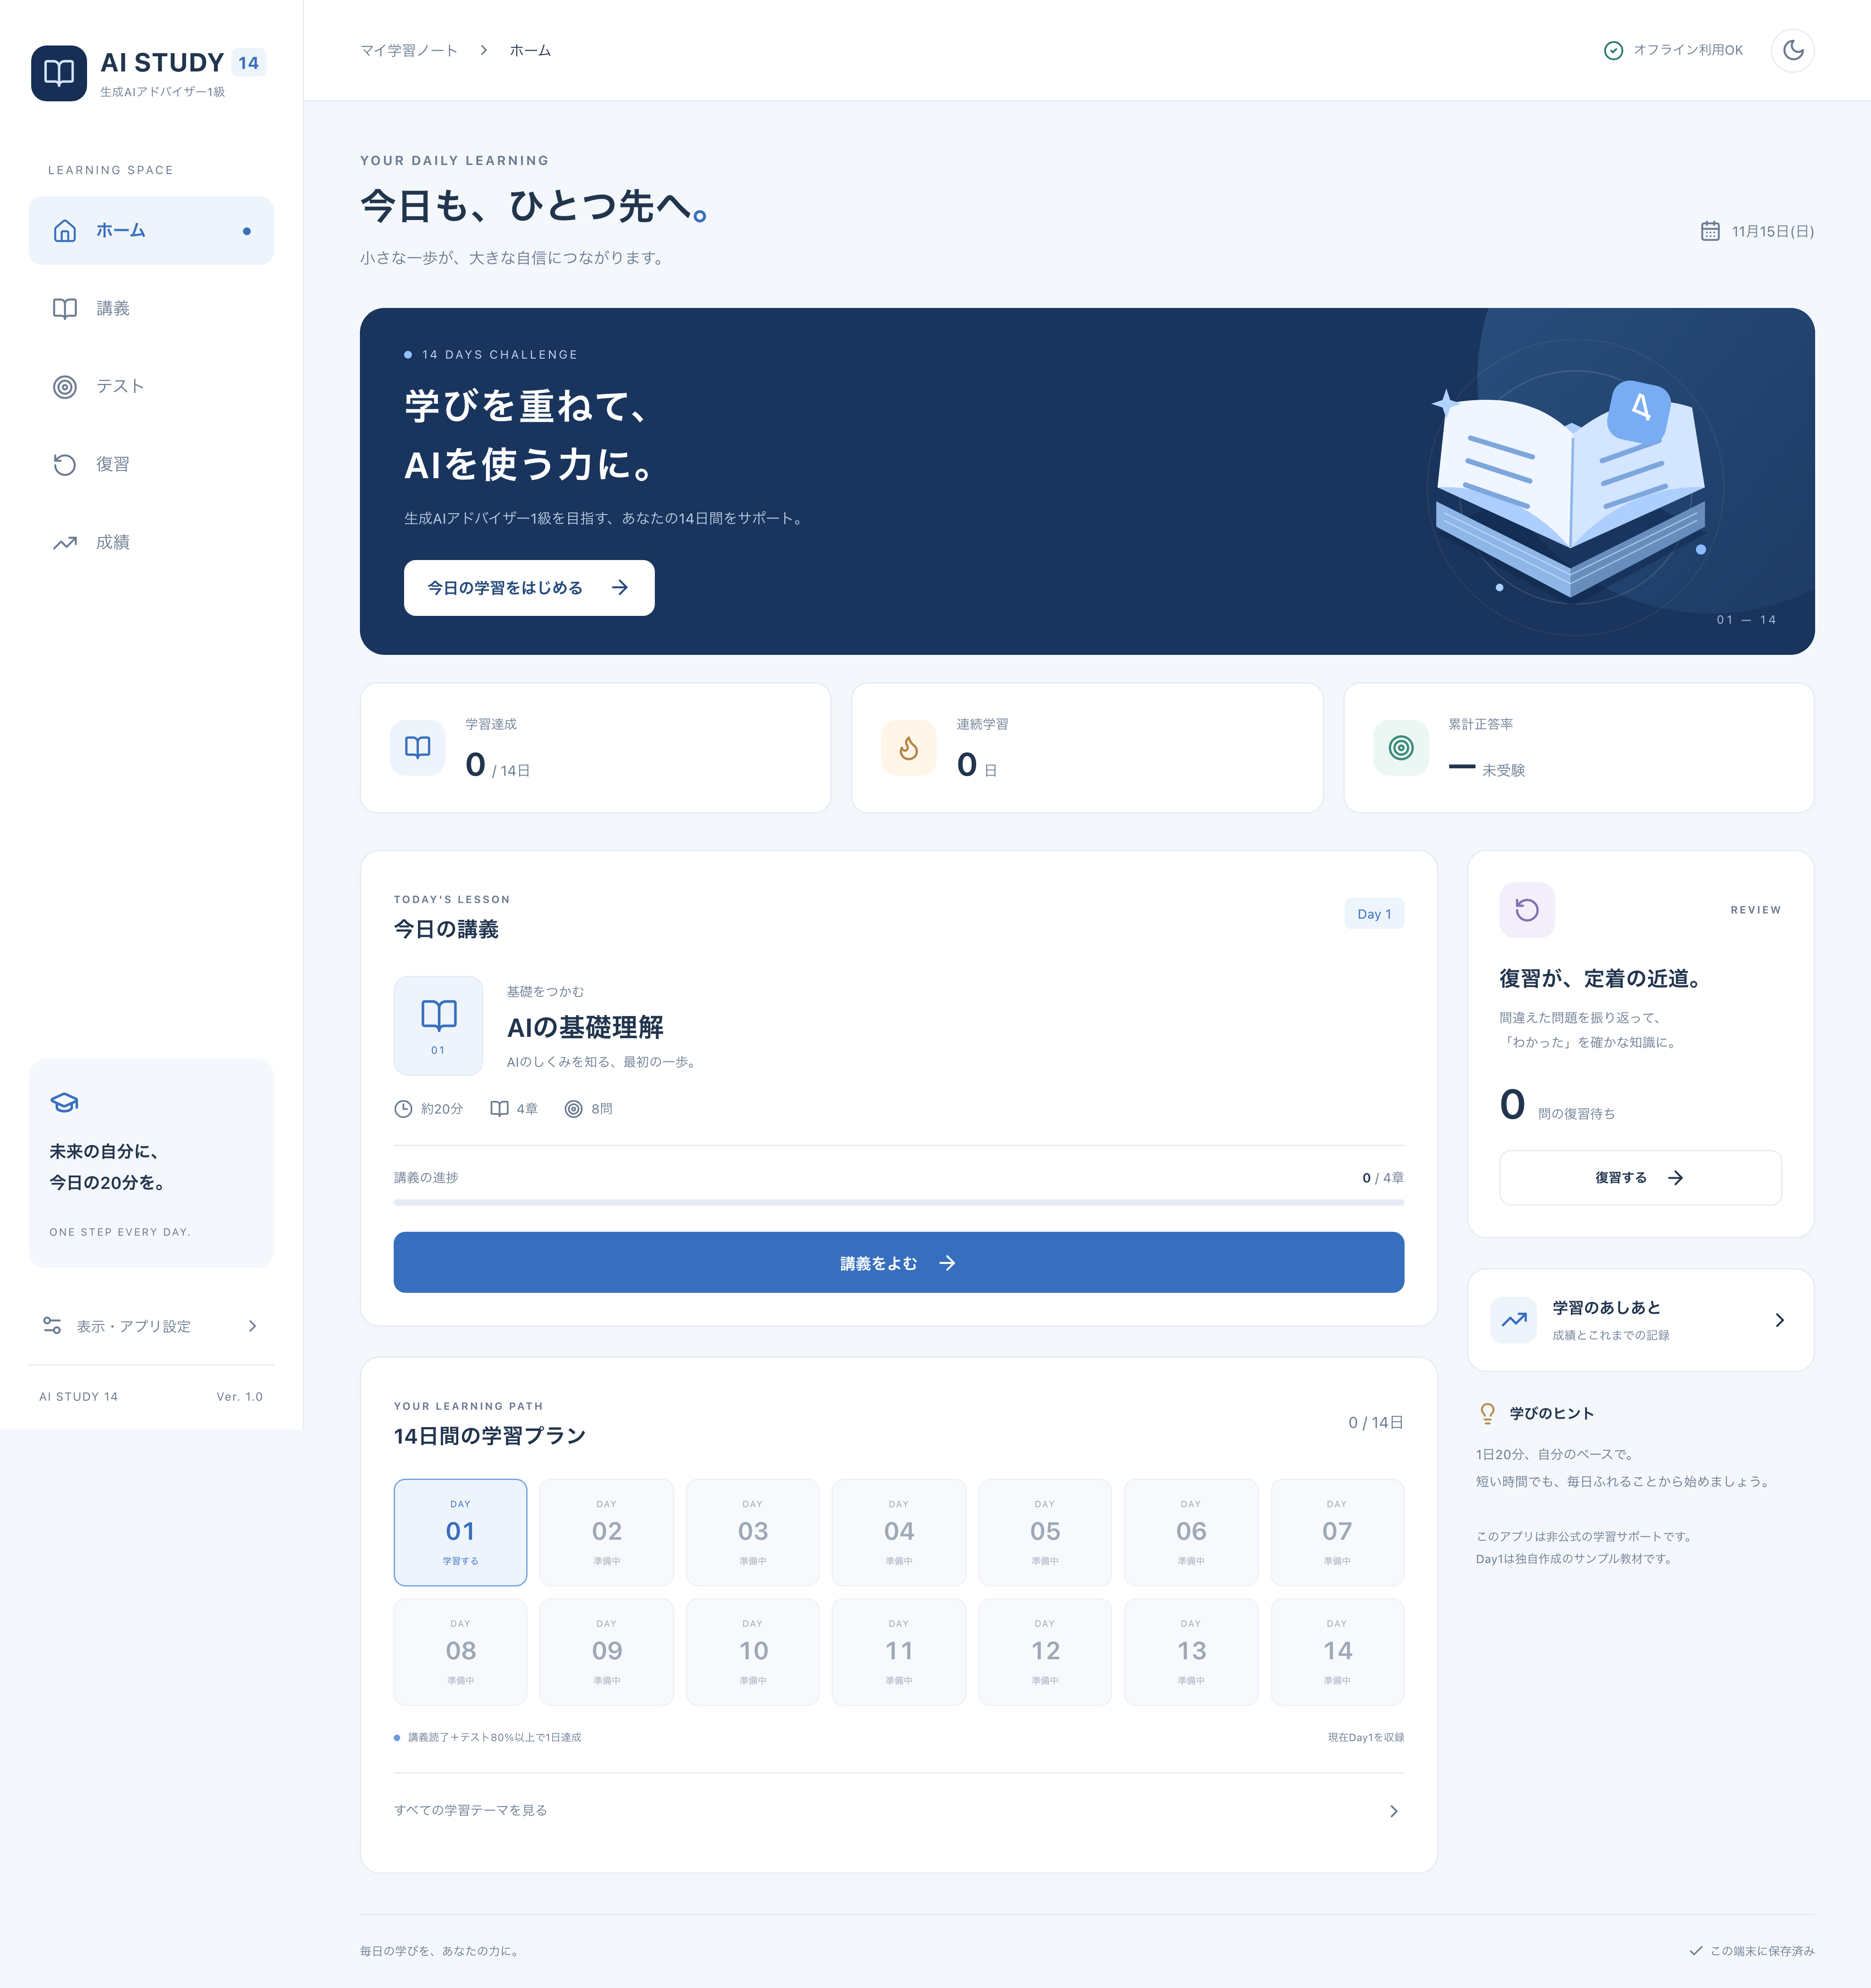 AI STUDY 14
生成AIアドバイザー1級
LEARNING SPACE
ホーム
講義
テスト
復習
成績
未来の自分に、
今日の20分を。
ONE STEP EVERY DAY.
表示・アプリ設定
AI STUDY 14
Ver. 1.0
マイ学習ノート
ホーム
オフライン利用OK
YOUR DAILY LEARNING
今日も、ひとつ先へ。
小さな一歩が、大きな自信につながります。
11月15日(日)
14 DAYS CHALLENGE
学びを重ねて、
AIを使う力に。
生成AIアドバイザー1級を目指す、あなたの14日間をサポート。
今日の学習をはじめる
01 — 14
学習達成
0 / 14日
連続学習
0 日
累計正答率
— 未受験
TODAY'S LESSON
今日の講義
Day 1
01
基礎をつかむ
AIの基礎理解
AIのしくみを知る、最初の一歩。
約20分
4章
8問
講義の進捗
0 / 4章
講義をよむ
REVIEW
復習が、定着の近道。
間違えた問題を振り返って、
「わかった」を確かな知識に。
0 問の復習待ち
復習する
学習のあしあと
成績とこれまでの記録
学びのヒント
1日20分、自分のペースで。
短い時間でも、毎日ふれることから始めましょう。
このアプリは非公式の学習サポートです。
Day1は独自作成のサンプル教材です。
YOUR LEARNING PATH
14日間の学習プラン
0 / 14日
DAY
01
学習する
DAY
02
準備中
DAY
03
準備中
DAY
04
準備中
DAY
05
準備中
DAY
06
準備中
DAY
07
準備中
DAY
08
準備中
DAY
09
準備中
DAY
10
準備中
DAY
11
準備中
DAY
12
準備中
DAY
13
準備中
DAY
14
準備中
講義読了＋テスト80%以上で1日達成
現在Day1を収録
すべての学習テーマを見る
毎日の学びを、あなたの力に。
この端末に保存済み